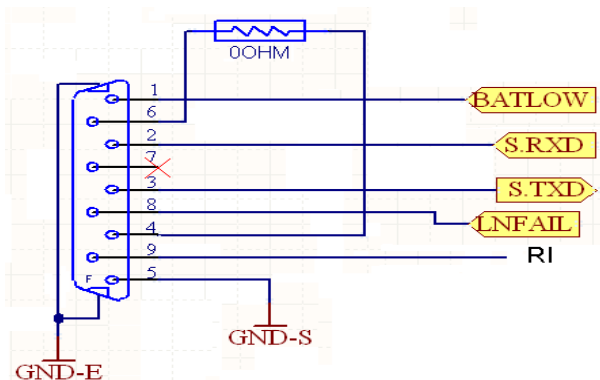 0OHM
1
BATLOW
6
2
S.RXD
7
3
S.TXD
8
LNFAIL
4
9
RI
F
5
GND-S
GND-E